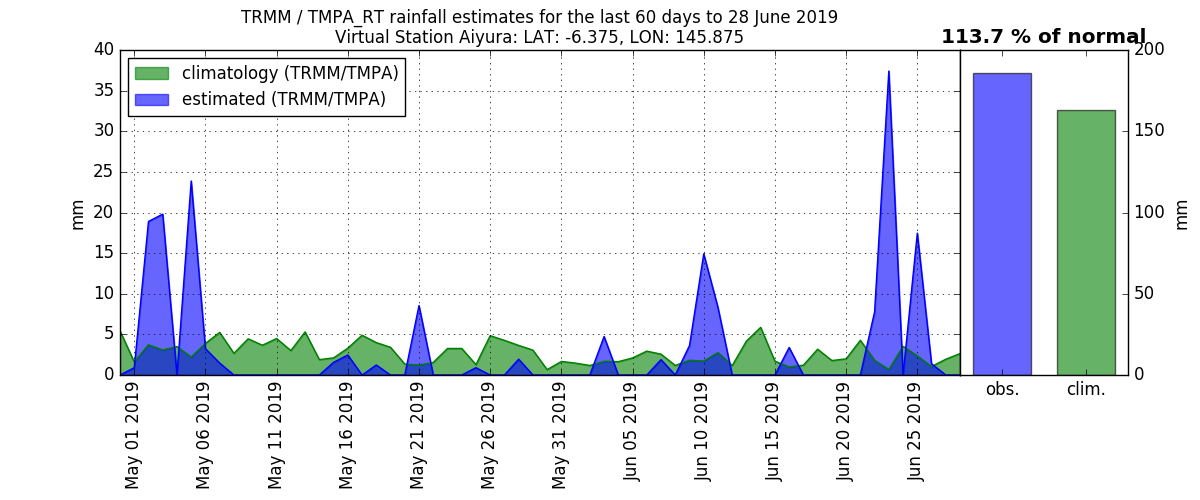 TRMM / TMPA_RT rainfall estimates for the last 60 days to 28 June 2019
Virtual Station Aiyura: LAT: -6.375, LON: 145.875
113.7 % of normal
climatology (TRMM/TMPA)
estimated (TRMM/TMPA)
40
35
30
25
20
15
10
5
0
mm
200
150
100
50
0
mm
May 01 2019
May 06 2019
May 11 2019
May 16 2019
May 21 2019
May 26 2019
May 31 2019
Jun 05 2019
Jun 10 2019
Jun 15 2019
Jun 20 2019
Jun 25 2019
obs.
clim.